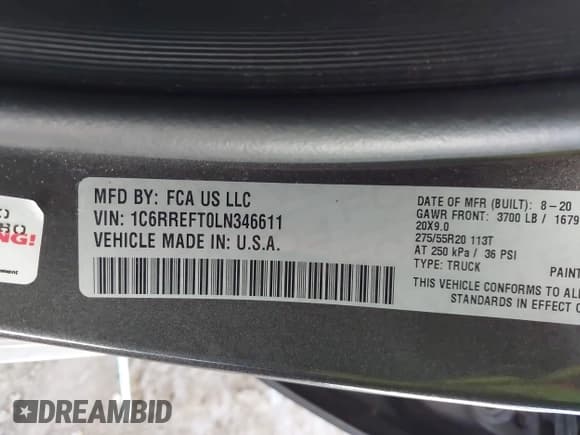 MFD BY: FCA US LLC
VIN: 1C6RREFT0LN346611
VEHICLE MADE IN: U.S.A.
DATE OF MFR (BUILT): 8-20
GAWR FRONT: 3700 LB / 1679
20X9.0
275/55R20 113T
AT 250 kPa / 36 PSI
TYPE: TRUCK
PAINT
THIS VEHICLE CONFORMS TO ALL
STANDARDS IN EFFECT O
NG!
DREAMBID